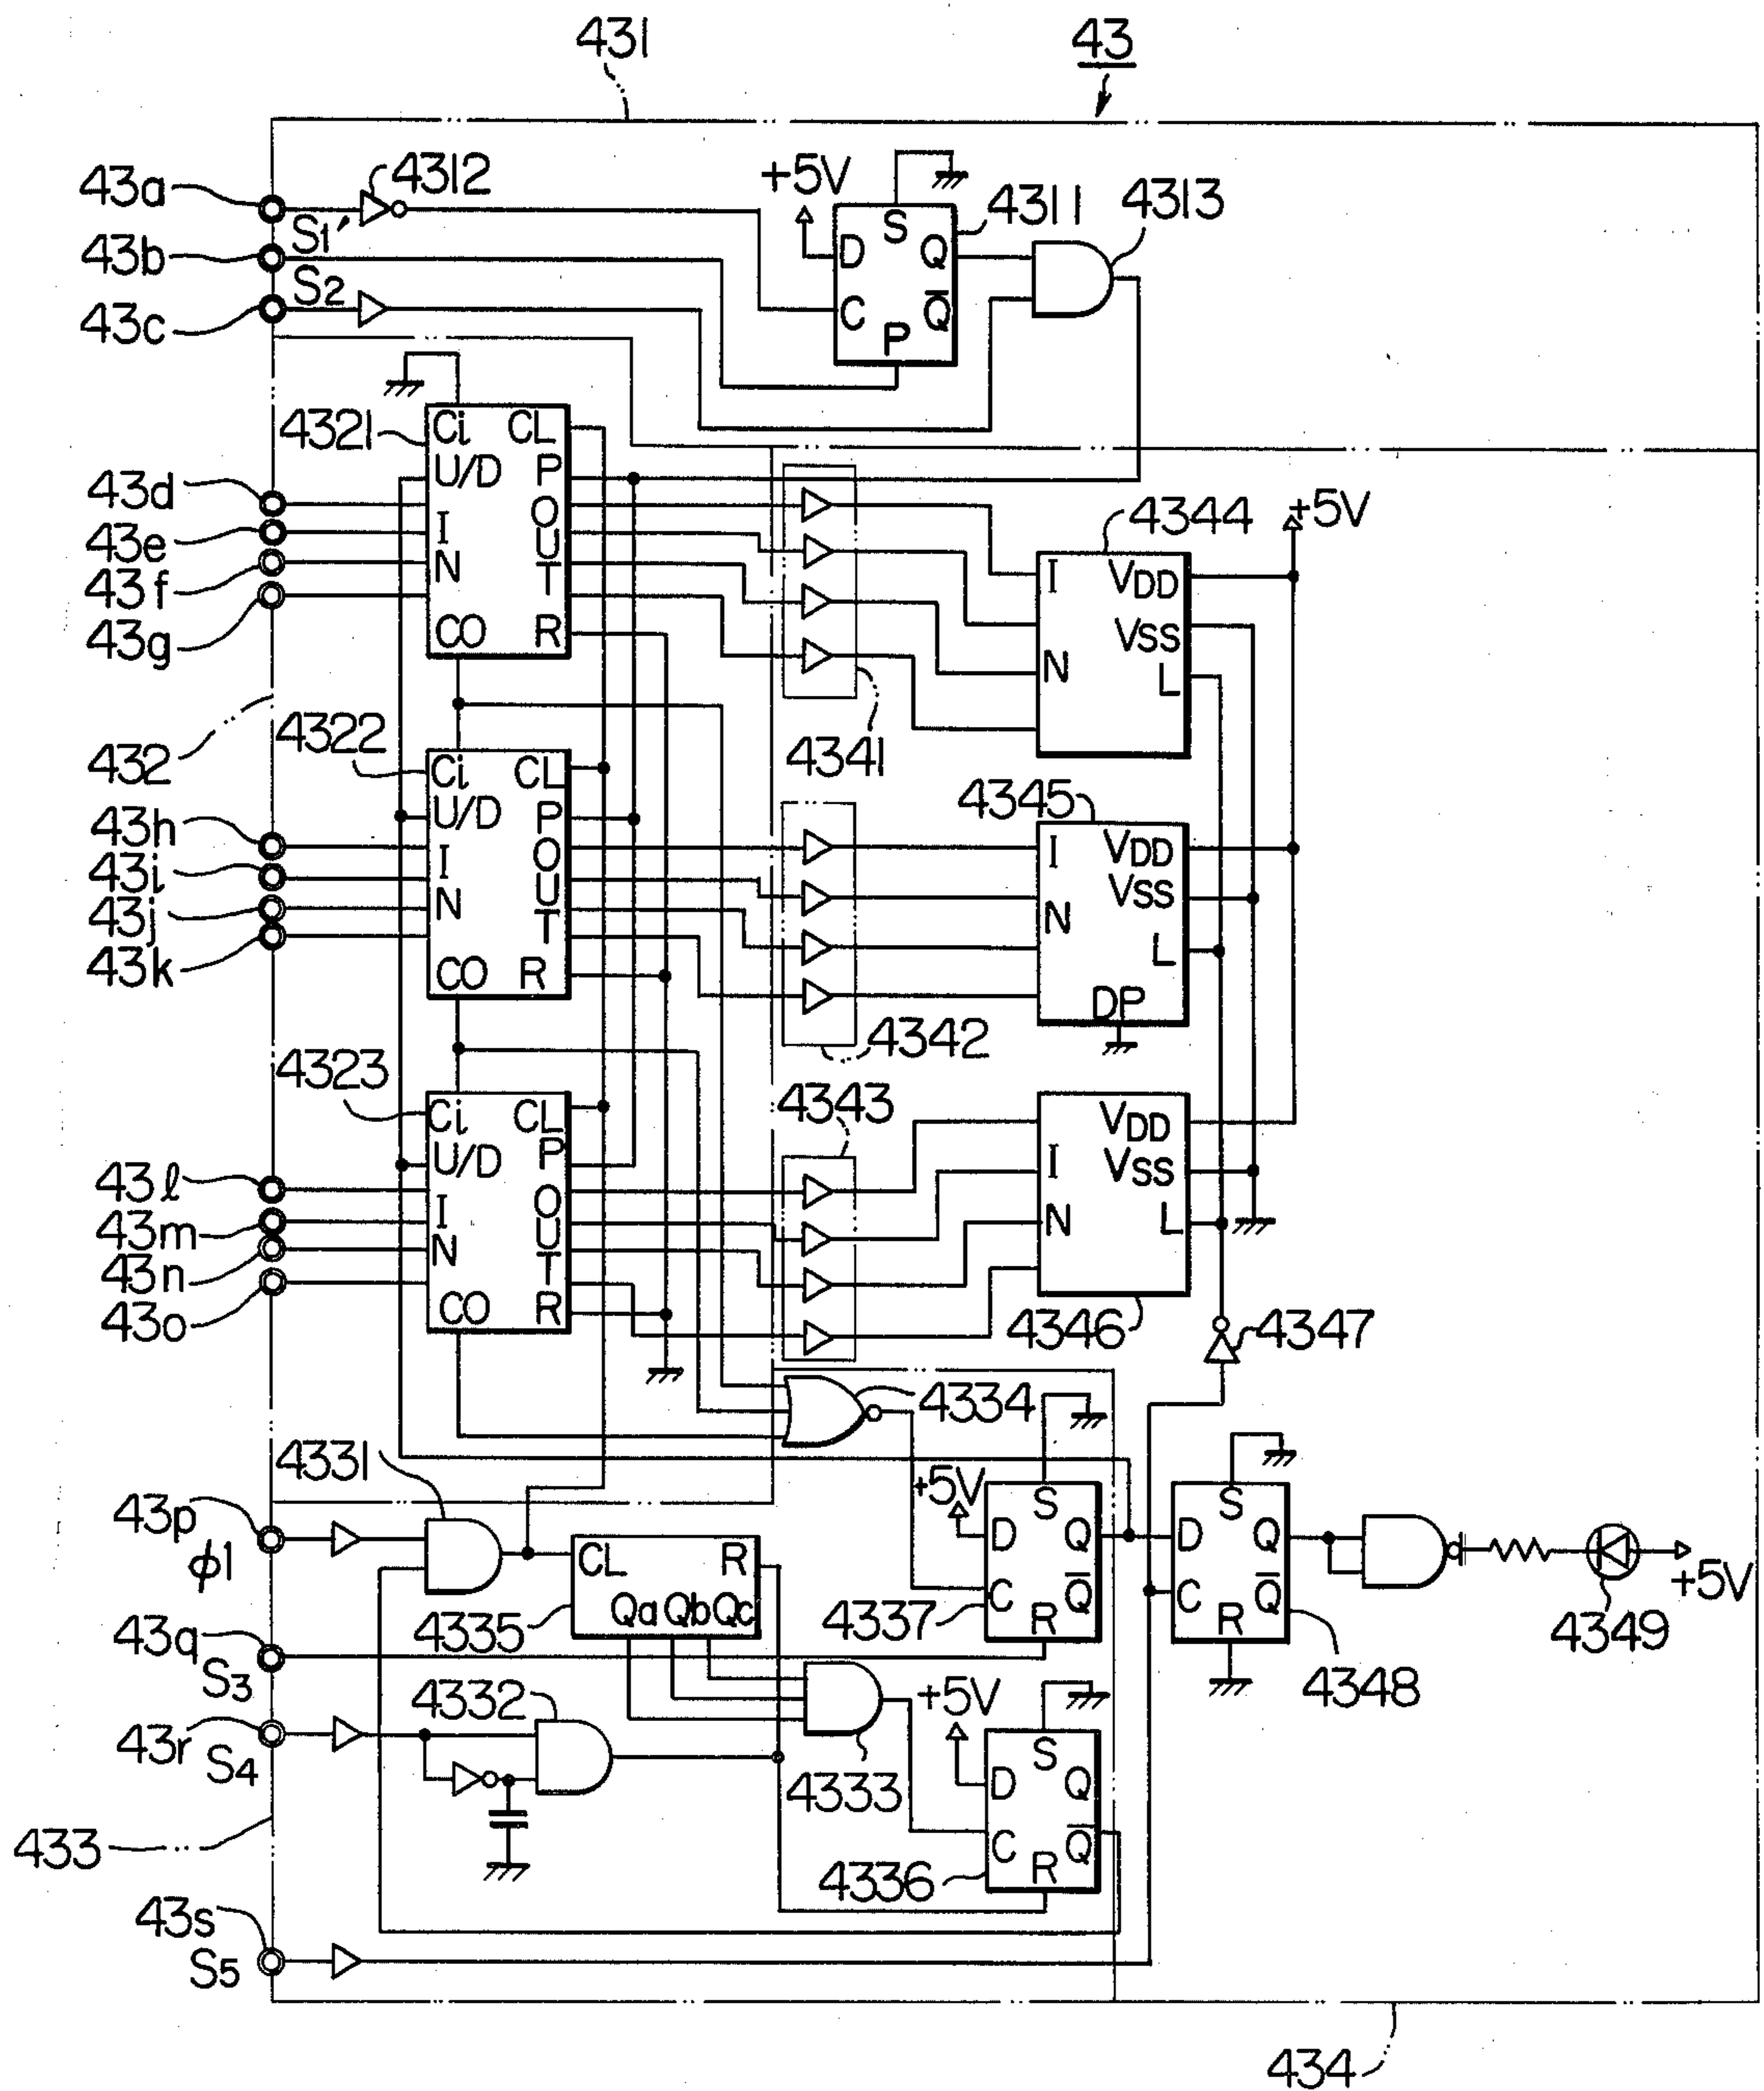 431
43
43a
4312
+5V
S
4311
4313
S1'
D
Q
43b
S2
43c
C
Q̅
P
4321
Ci
CL
U/D
P
43d
O
43e
I
U
43f
N
T
43g
CO
R
4344
+5V
I
VDD
VSS
N
L
4341
432
4322
Ci
CL
U/D
P
43h
O
43i
I
U
43j
N
T
43k
CO
R
4345
I
VDD
VSS
N
L
DP
4342
4323
Ci
CL
U/D
P
43l
O
43m
I
U
43n
N
T
43o
CO
R
4343
VDD
I
VSS
N
L
4346
4347
4334
4331
43p
φ1
CL
R
Qa
Qb
Qc
4335
+5V
S
D
Q
C
Q̅
R
4337
S
D
Q
C
Q̅
R
4348
+5V
4349
43q
S3
4332
43r
S4
4333
+5V
S
D
Q
C
Q̅
R
4336
433
43s
S5
434